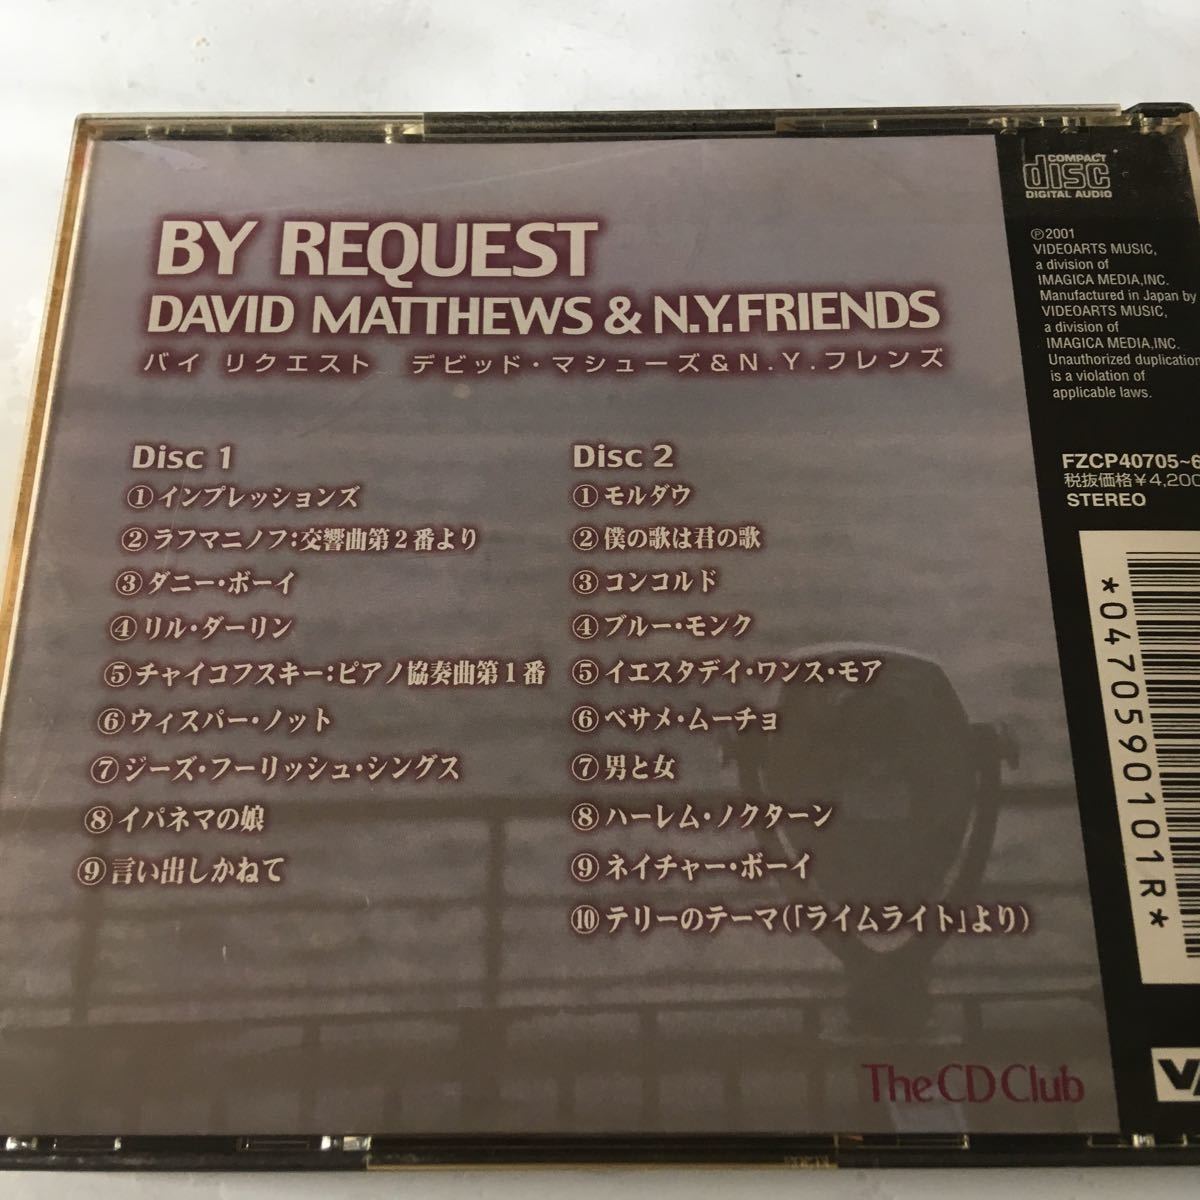 BY REQUEST
DAVID MATTHEWS & N.Y.FRIENDS
バイ リクエスト デビッド・マシューズ&N.Y.フレンズ
Disc 1
①インプレッションズ
②ラフマニノフ:交響曲第2番より
③ダニー・ボーイ
④リル・ダーリン
⑤チャイコフスキー:ピアノ協奏曲第1番
⑥ウィスパー・ノット
⑦ジーズ・フーリッシュ・シングス
⑧イパネマの娘
⑨言い出しかねて
Disc 2
①モルダウ
②僕の歌は君の歌
③コンコルド
④ブルー・モンク
⑤イエスタデイ・ワンス・モア
⑥ベサメ・ムーチョ
⑦男と女
⑧ハーレム・ノクターン
⑨ネイチャー・ボーイ
⑩テリーのテーマ(「ライムライト」より)
The CD Club
COMPACT
disc
DIGITAL AUDIO
℗2001
VIDEOARTS MUSIC,
a division of
IMAGICA MEDIA,INC.
Manufactured in Japan by
VIDEOARTS MUSIC,
a division of
IMAGICA MEDIA,INC.
Unauthorized duplication
is a violation of
applicable laws.
FZCP40705~6
税抜価格¥4,200
STEREO
*04705901 01R*